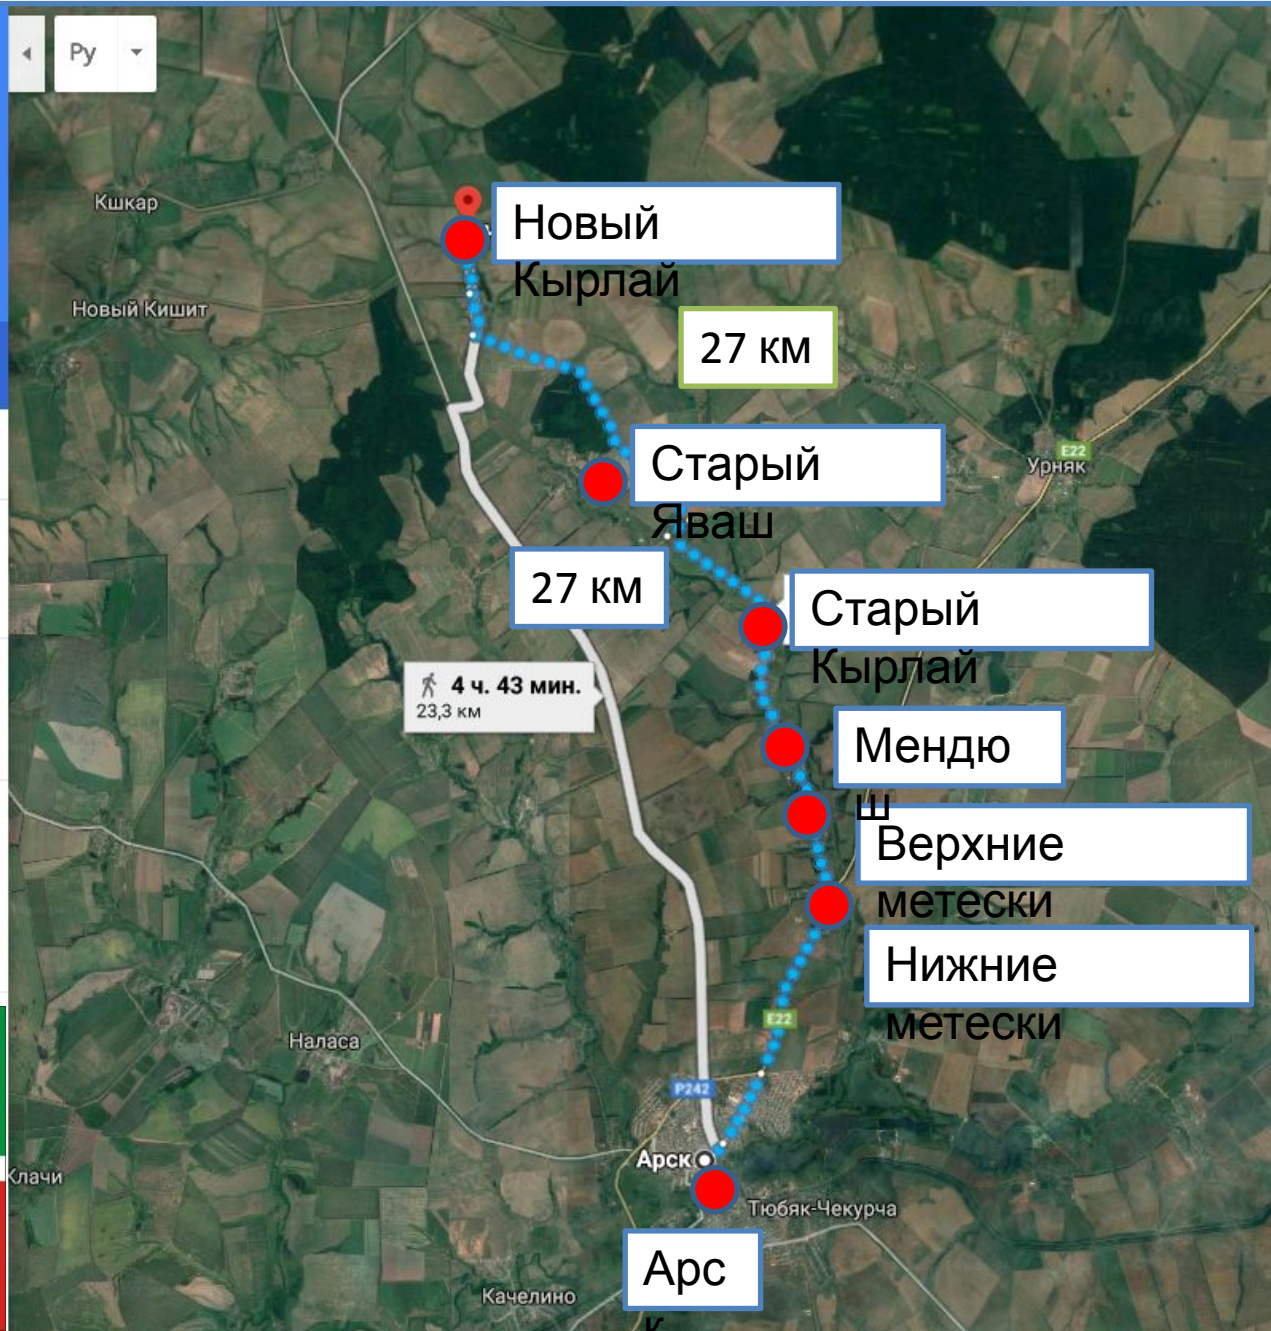 Ру
Кшкар
Новый
Кырлай
Новый Кишит
27 км
Старый
Яваш
E22
Урняк
27 км
Старый
Кырлай
4 ч. 43 мин.
23,3 км
Мендю
ш
Верхние
метески
Нижние
метески
E22
Наласа
P242
Арск
Клачи
Тюбяк-Чекурча
Арс
к
Качелино